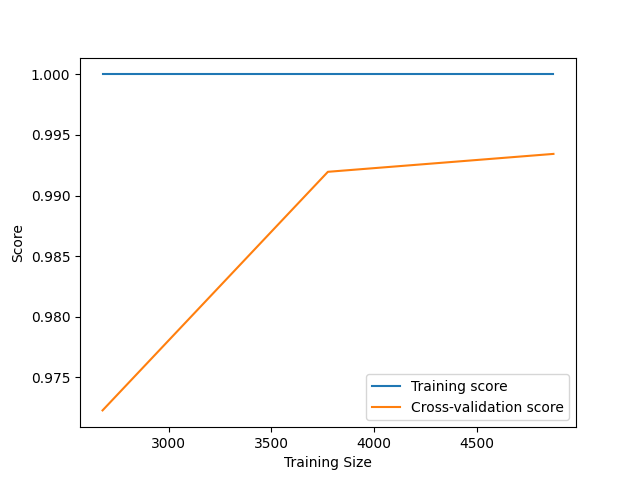 1.000
0.995
0.990
0.985
0.980
0.975
Score
3000 3500 4000 4500
Training Size
Training score
Cross-validation score